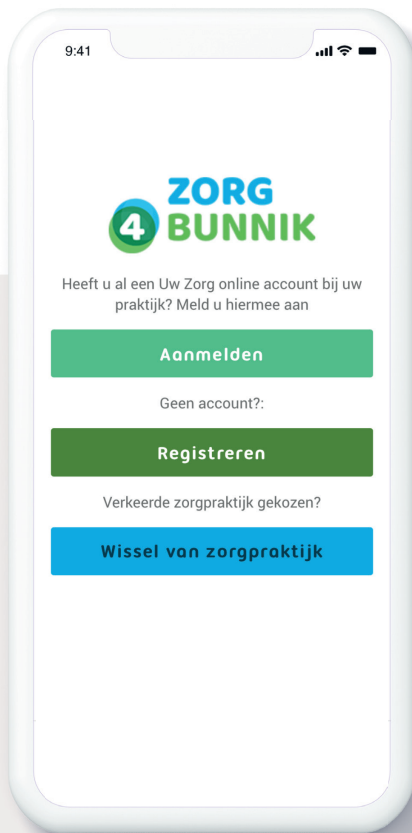 9:41
ZORG
4 BUNNIK
Heeft u al een Uw Zorg online account bij uw
praktijk? Meld u hiermee aan
Aanmelden
Geen account?:
Registreren
Verkeerde zorgpraktijk gekozen?
Wissel van zorgpraktijk